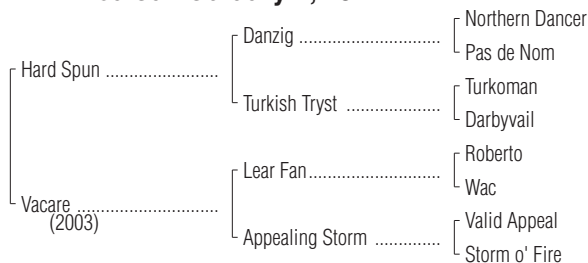 Danzig
Northern Dancer
Pas de Nom
Hard Spun
Turkish Tryst
Turkoman
Darbyvail
Lear Fan
Roberto
Wac
Vacare
(2003)
Appealing Storm
Valid Appeal
Storm o' Fire